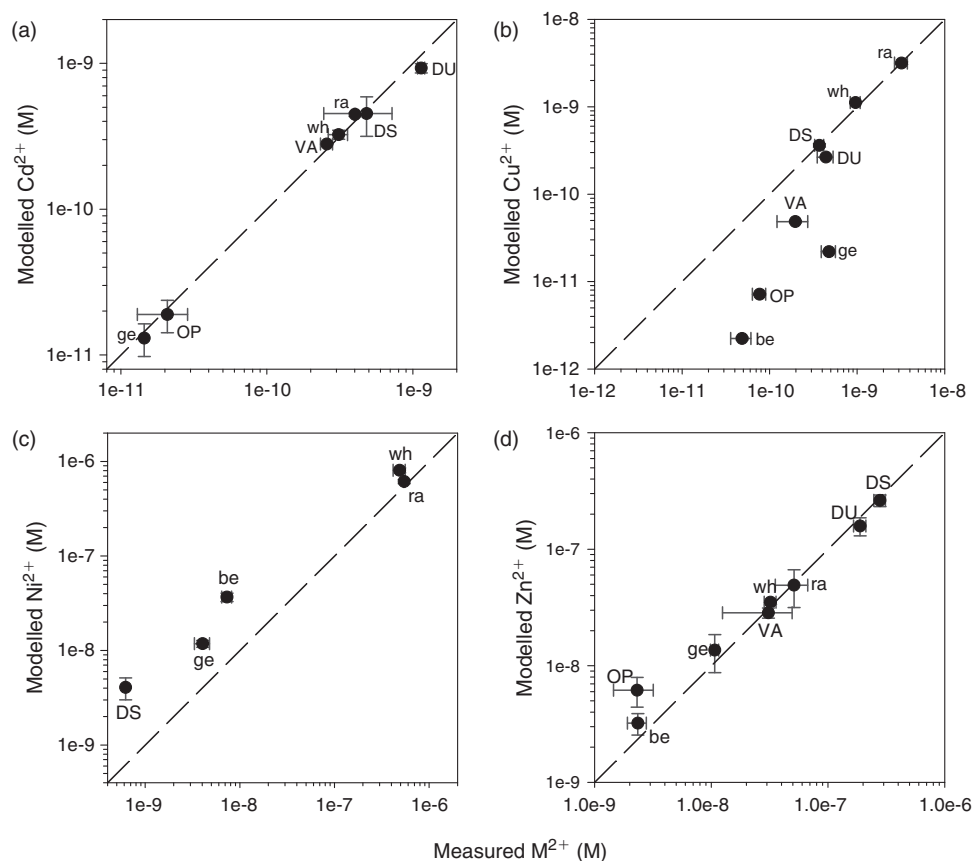 (a)
Modelled Cd²⁺ (M)
1e-9
1e-10
1e-11
1e-11
1e-10
1e-9
DU
ra
DS
wh
VA
ge
OP
(b)
Modelled Cu²⁺ (M)
1e-8
1e-9
1e-10
1e-11
1e-12
1e-12
1e-11
1e-10
1e-9
1e-8
ra
wh
DS
DU
VA
ge
OP
be
(c)
Modelled Ni²⁺ (M)
1e-6
1e-7
1e-8
1e-9
1e-9
1e-8
1e-7
1e-6
wh
ra
be
ge
DS
(d)
Modelled Zn²⁺ (M)
1e-6
1e-7
1e-8
1e-9
1.0e-9
1.0e-8
1.0e-7
1.0e-6
DS
DU
wh
ra
VA
ge
OP
be
Measured M²⁺ (M)